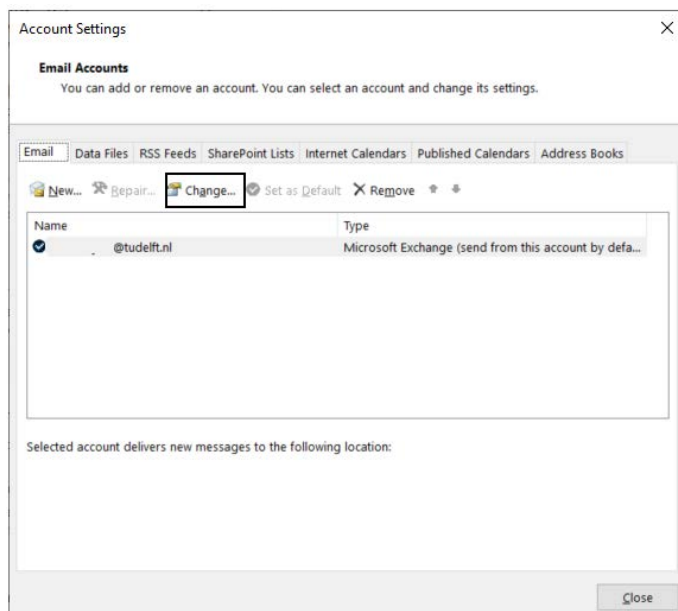 Account Settings
Email Accounts
You can add or remove an account. You can select an account and change its settings.
Email Data Files RSS Feeds SharePoint Lists Internet Calendars Published Calendars Address Books
New... Repair... Change... Set as Default Remove
Name Type
@tudelft.nl Microsoft Exchange (send from this account by defa...
Selected account delivers new messages to the following location:
Close